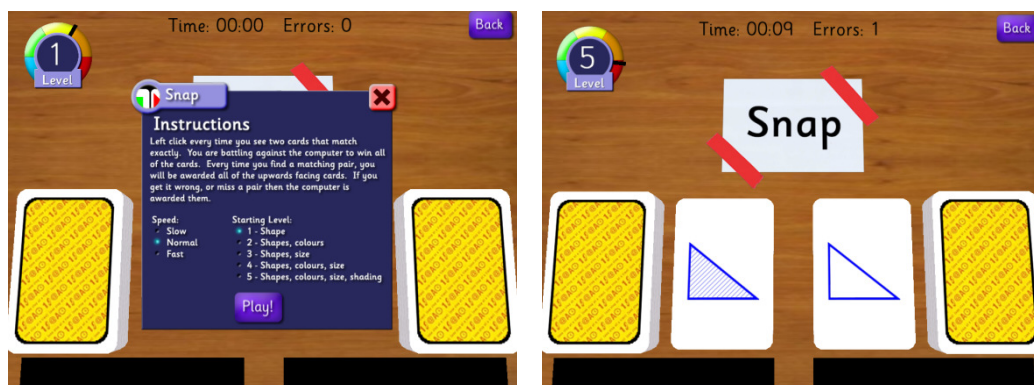 Time: 00:00 Errors: 0
Back
1
Level
Snap
Instructions
Left click every time you see two cards that match
exactly. You are battling against the computer to win all
of the cards. Every time you find a matching pair, you
will be awarded all of the upwards facing cards. If you
get it wrong, or miss a pair then the computer is
awarded them.
Speed:
Slow
Normal
Fast
Starting Level:
1 - Shape
2 - Shapes, colours
3 - Shapes, size
4 - Shapes, colours, size
5 - Shapes, colours, size, shading
Play!
Time: 00:09 Errors: 1
Back
5
Level
Snap